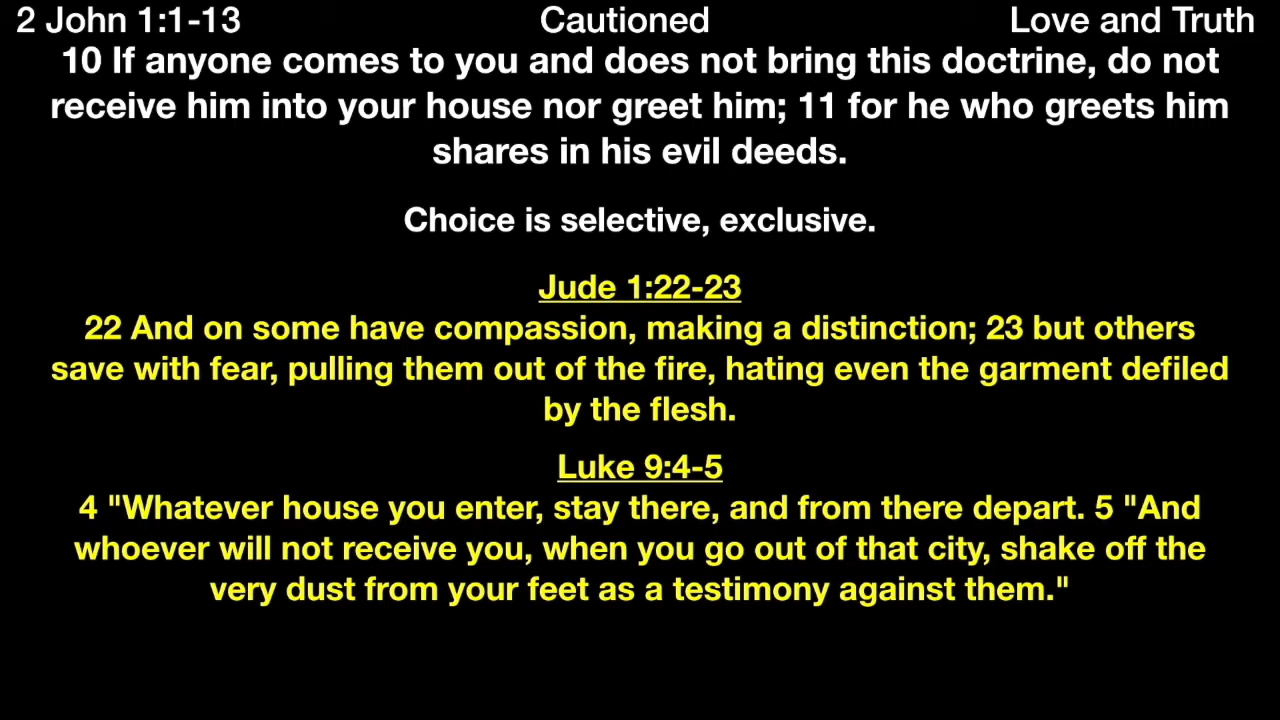 2 John 1:1-13 Cautioned Love and Truth
10 If anyone comes to you and does not bring this doctrine, do not
receive him into your house nor greet him; 11 for he who greets him
shares in his evil deeds.
Choice is selective, exclusive.
Jude 1:22-23
22 And on some have compassion, making a distinction; 23 but others
save with fear, pulling them out of the fire, hating even the garment defiled
by the flesh.
Luke 9:4-5
4 "Whatever house you enter, stay there, and from there depart. 5 "And
whoever will not receive you, when you go out of that city, shake off the
very dust from your feet as a testimony against them."